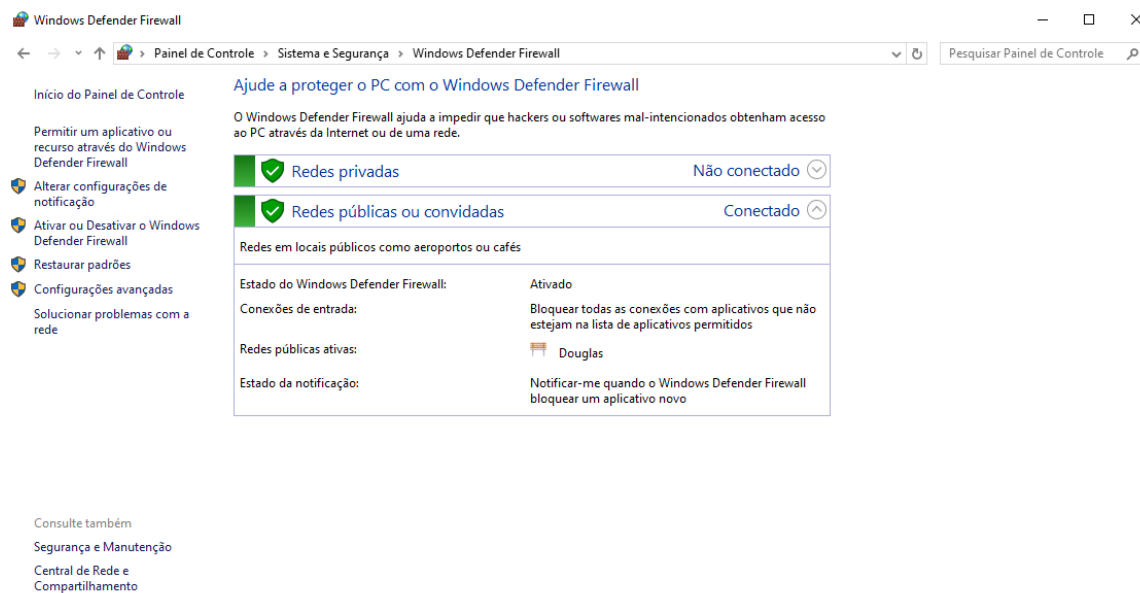 Windows Defender Firewall
Painel de Controle > Sistema e Segurança > Windows Defender Firewall
Pesquisar Painel de Controle
Início do Painel de Controle
Permitir um aplicativo ou
recurso através do Windows
Defender Firewall
Alterar configurações de
notificação
Ativar ou Desativar o Windows
Defender Firewall
Restaurar padrões
Configurações avançadas
Solucionar problemas com a
rede
Ajude a proteger o PC com o Windows Defender Firewall
O Windows Defender Firewall ajuda a impedir que hackers ou softwares mal-intencionados obtenham acesso
ao PC através da Internet ou de uma rede.
Redes privadas
Não conectado
Redes públicas ou convidadas
Conectado
Redes em locais públicos como aeroportos ou cafés
Estado do Windows Defender Firewall:
Ativado
Conexões de entrada:
Bloquear todas as conexões com aplicativos que não
estejam na lista de aplicativos permitidos
Redes públicas ativas:
Douglas
Estado da notificação:
Notificar-me quando o Windows Defender Firewall
bloquear um aplicativo novo
Consulte também
Segurança e Manutenção
Central de Rede e
Compartilhamento